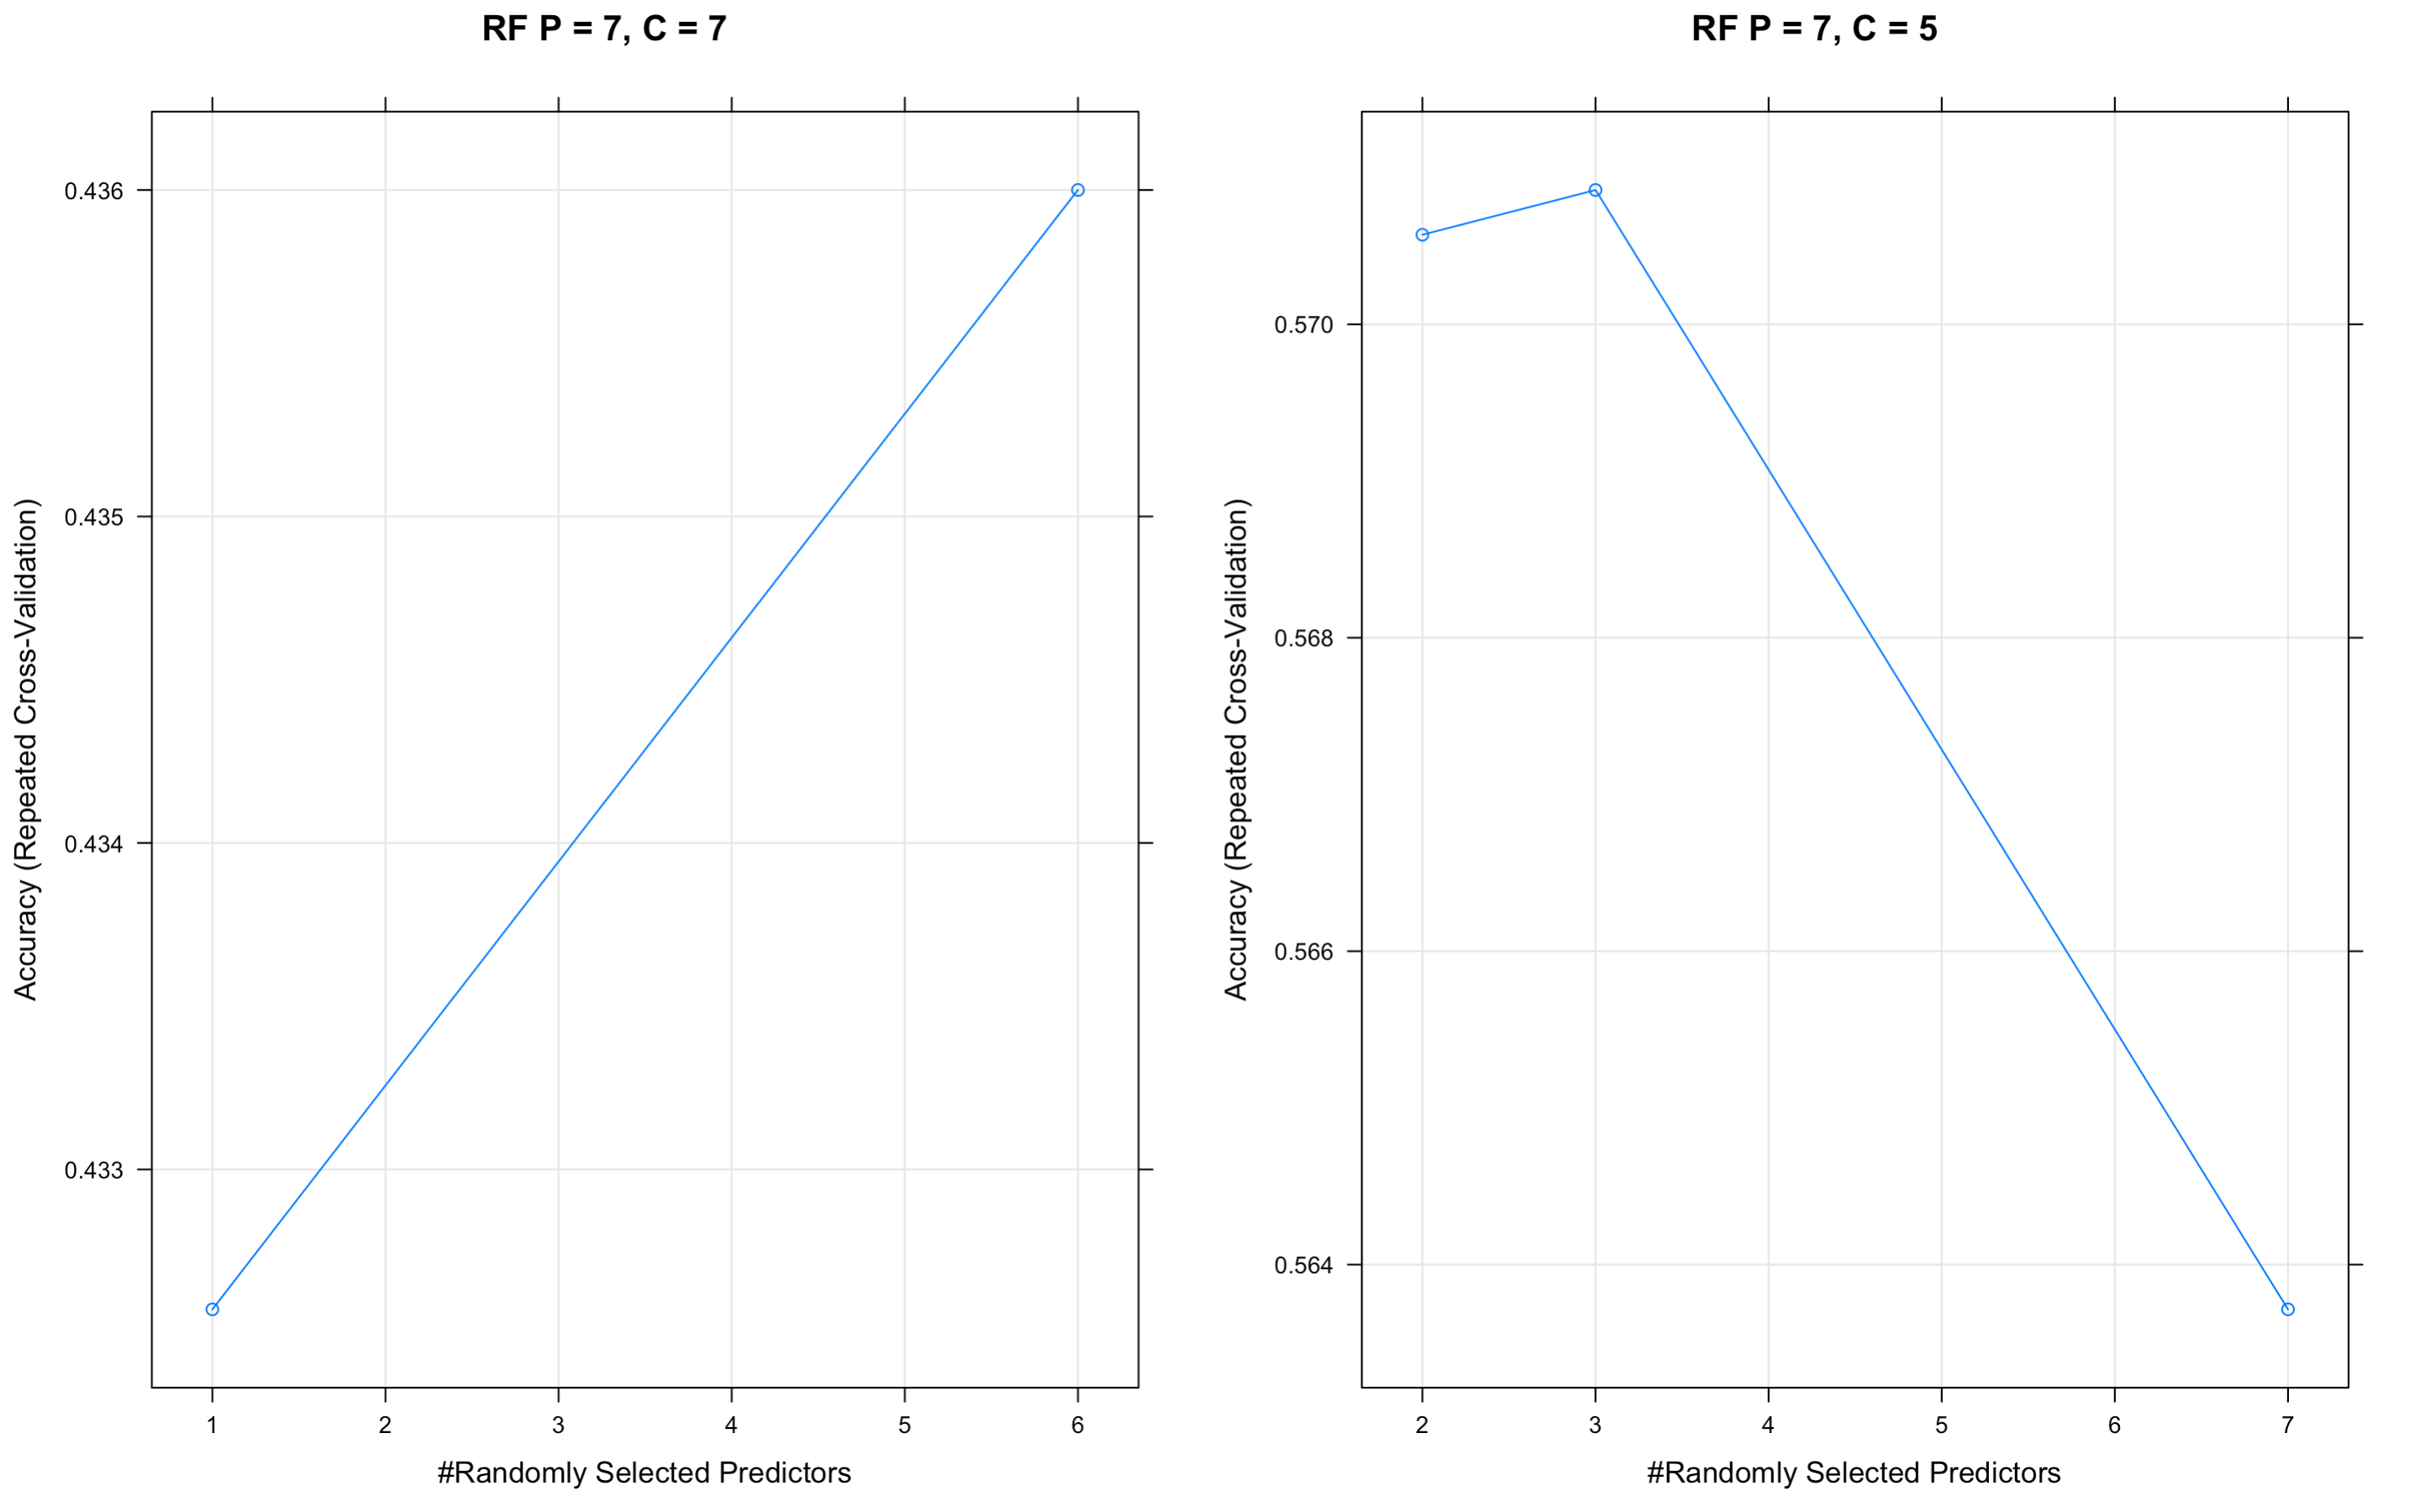 RF P = 7, C = 7
Accuracy (Repeated Cross-Validation)
0.436
0.435
0.434
0.433
1 2 3 4 5 6
#Randomly Selected Predictors
RF P = 7, C = 5
Accuracy (Repeated Cross-Validation)
0.570
0.568
0.566
0.564
2 3 4 5 6 7
#Randomly Selected Predictors